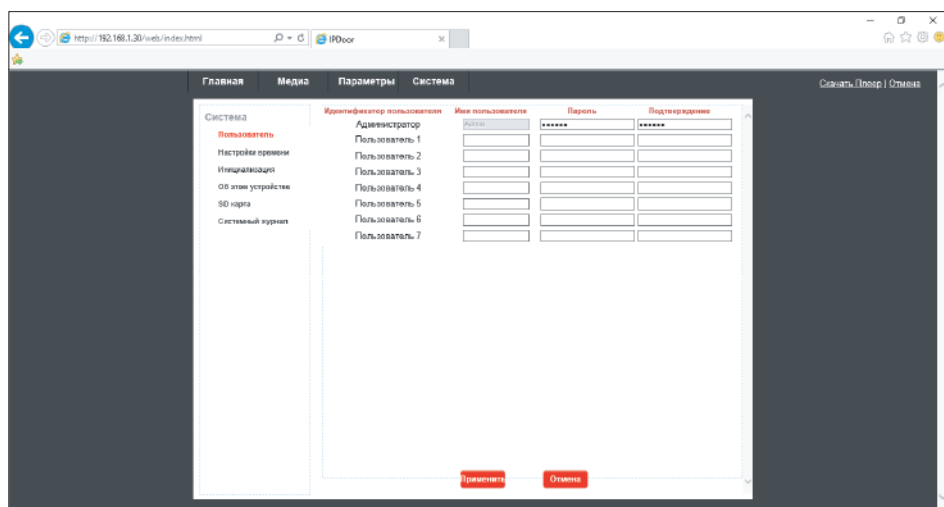 http://192.168.1.30/web/index.html
IPDoor
Главная Медиа Параметры Система
Скачать Плеер | Отмена
Система
Пользователь
Настройки времени
Инициализация
Об этом устройстве
SD карта
Системный журнал
Идентификатор пользователя Имя пользователя Пароль Подтверждение
Администратор Admin •••••• ••••••
Пользователь 1
Пользователь 2
Пользователь 3
Пользователь 4
Пользователь 5
Пользователь 6
Пользователь 7
Применить Отмена